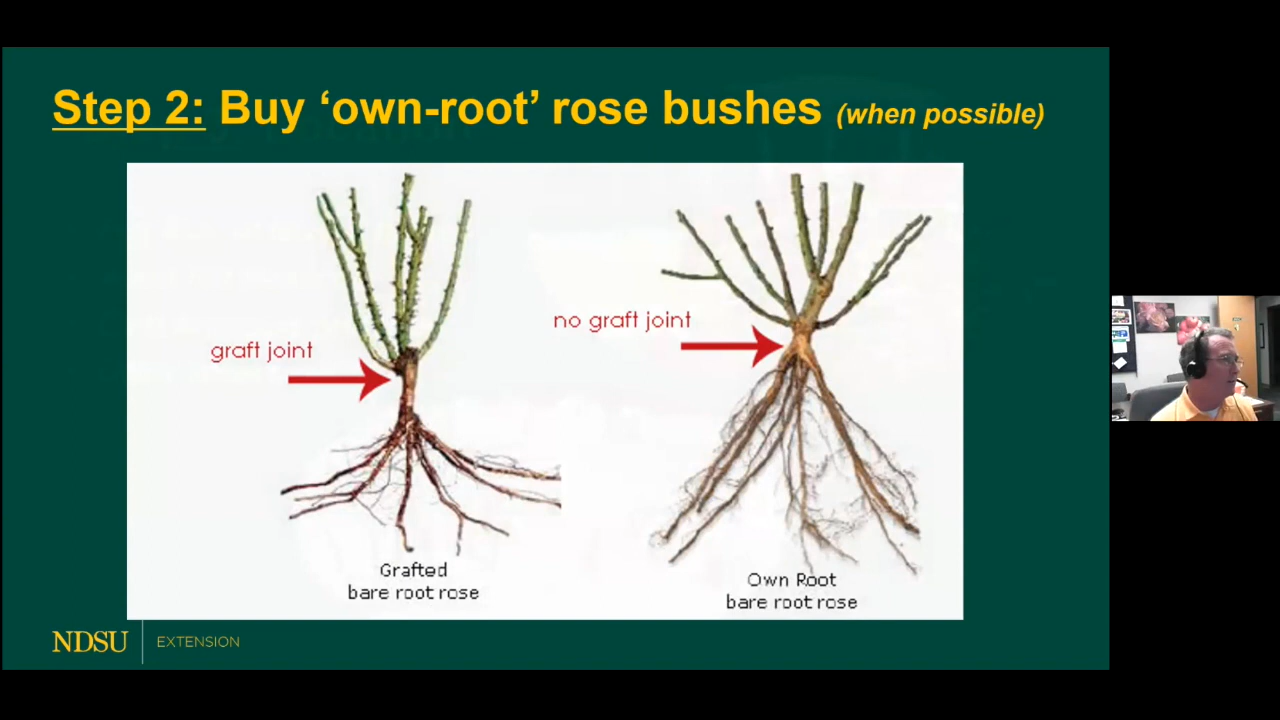 Step 2: Buy ‘own-root’ rose bushes (when possible)
graft joint
no graft joint
Grafted
bare root rose
Own Root
bare root rose
NDSU EXTENSION